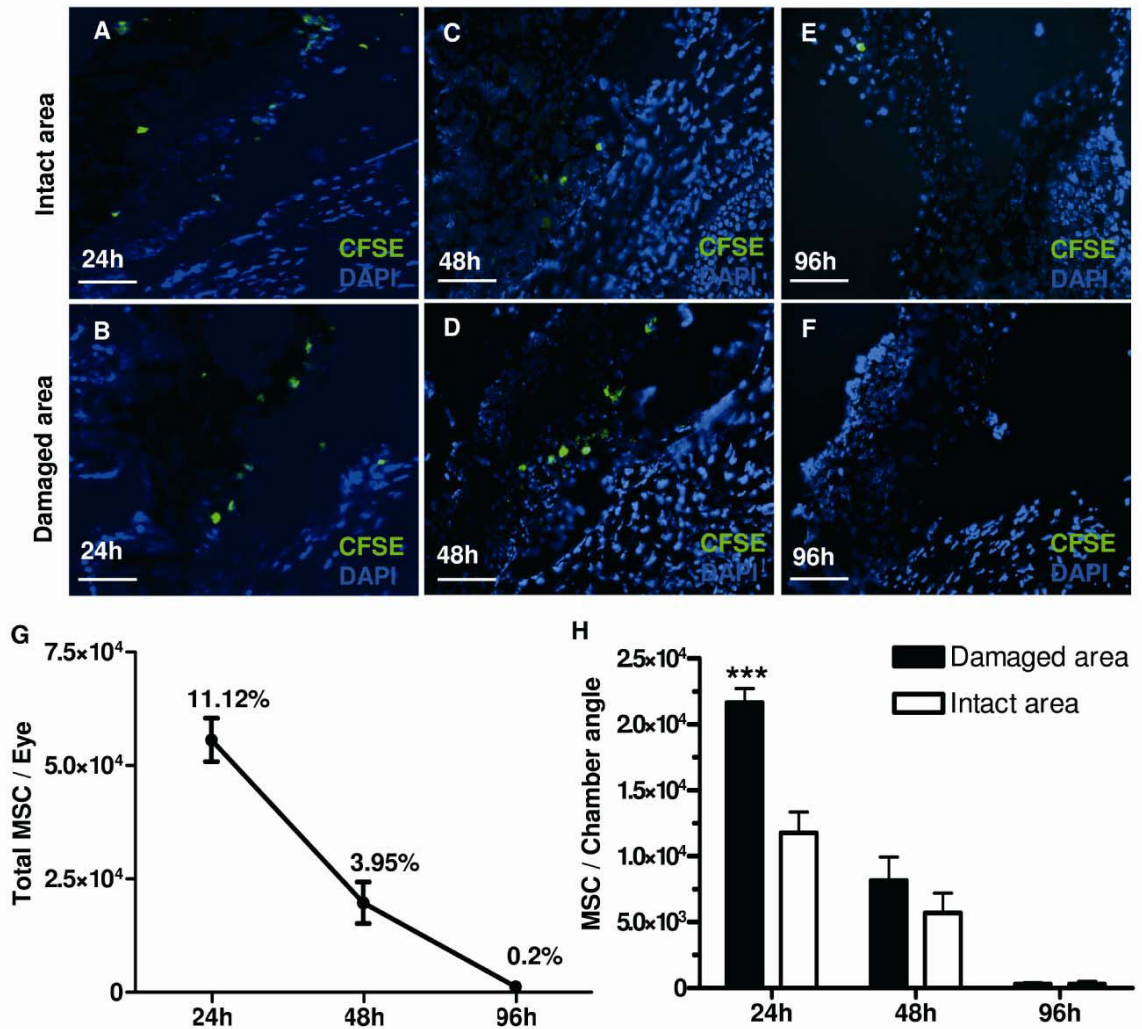 Intact area
A
24h
CFSE
DAPI
C
48h
CFSE
DAPI
E
96h
CFSE
DAPI
Damaged area
B
24h
CFSE
DAPI
D
48h
CFSE
DAPI
F
96h
CFSE
DAPI
G
Total MSC / Eye
7.5×10⁴
5.0×10⁴
2.5×10⁴
0
11.12%
3.95%
0.2%
24h 48h 96h
H
MSC / Chamber angle
2.5×10⁴
2.0×10⁴
1.5×10⁴
1.0×10⁴
5.0×10³
0
***
Damaged area
Intact area
24h 48h 96h